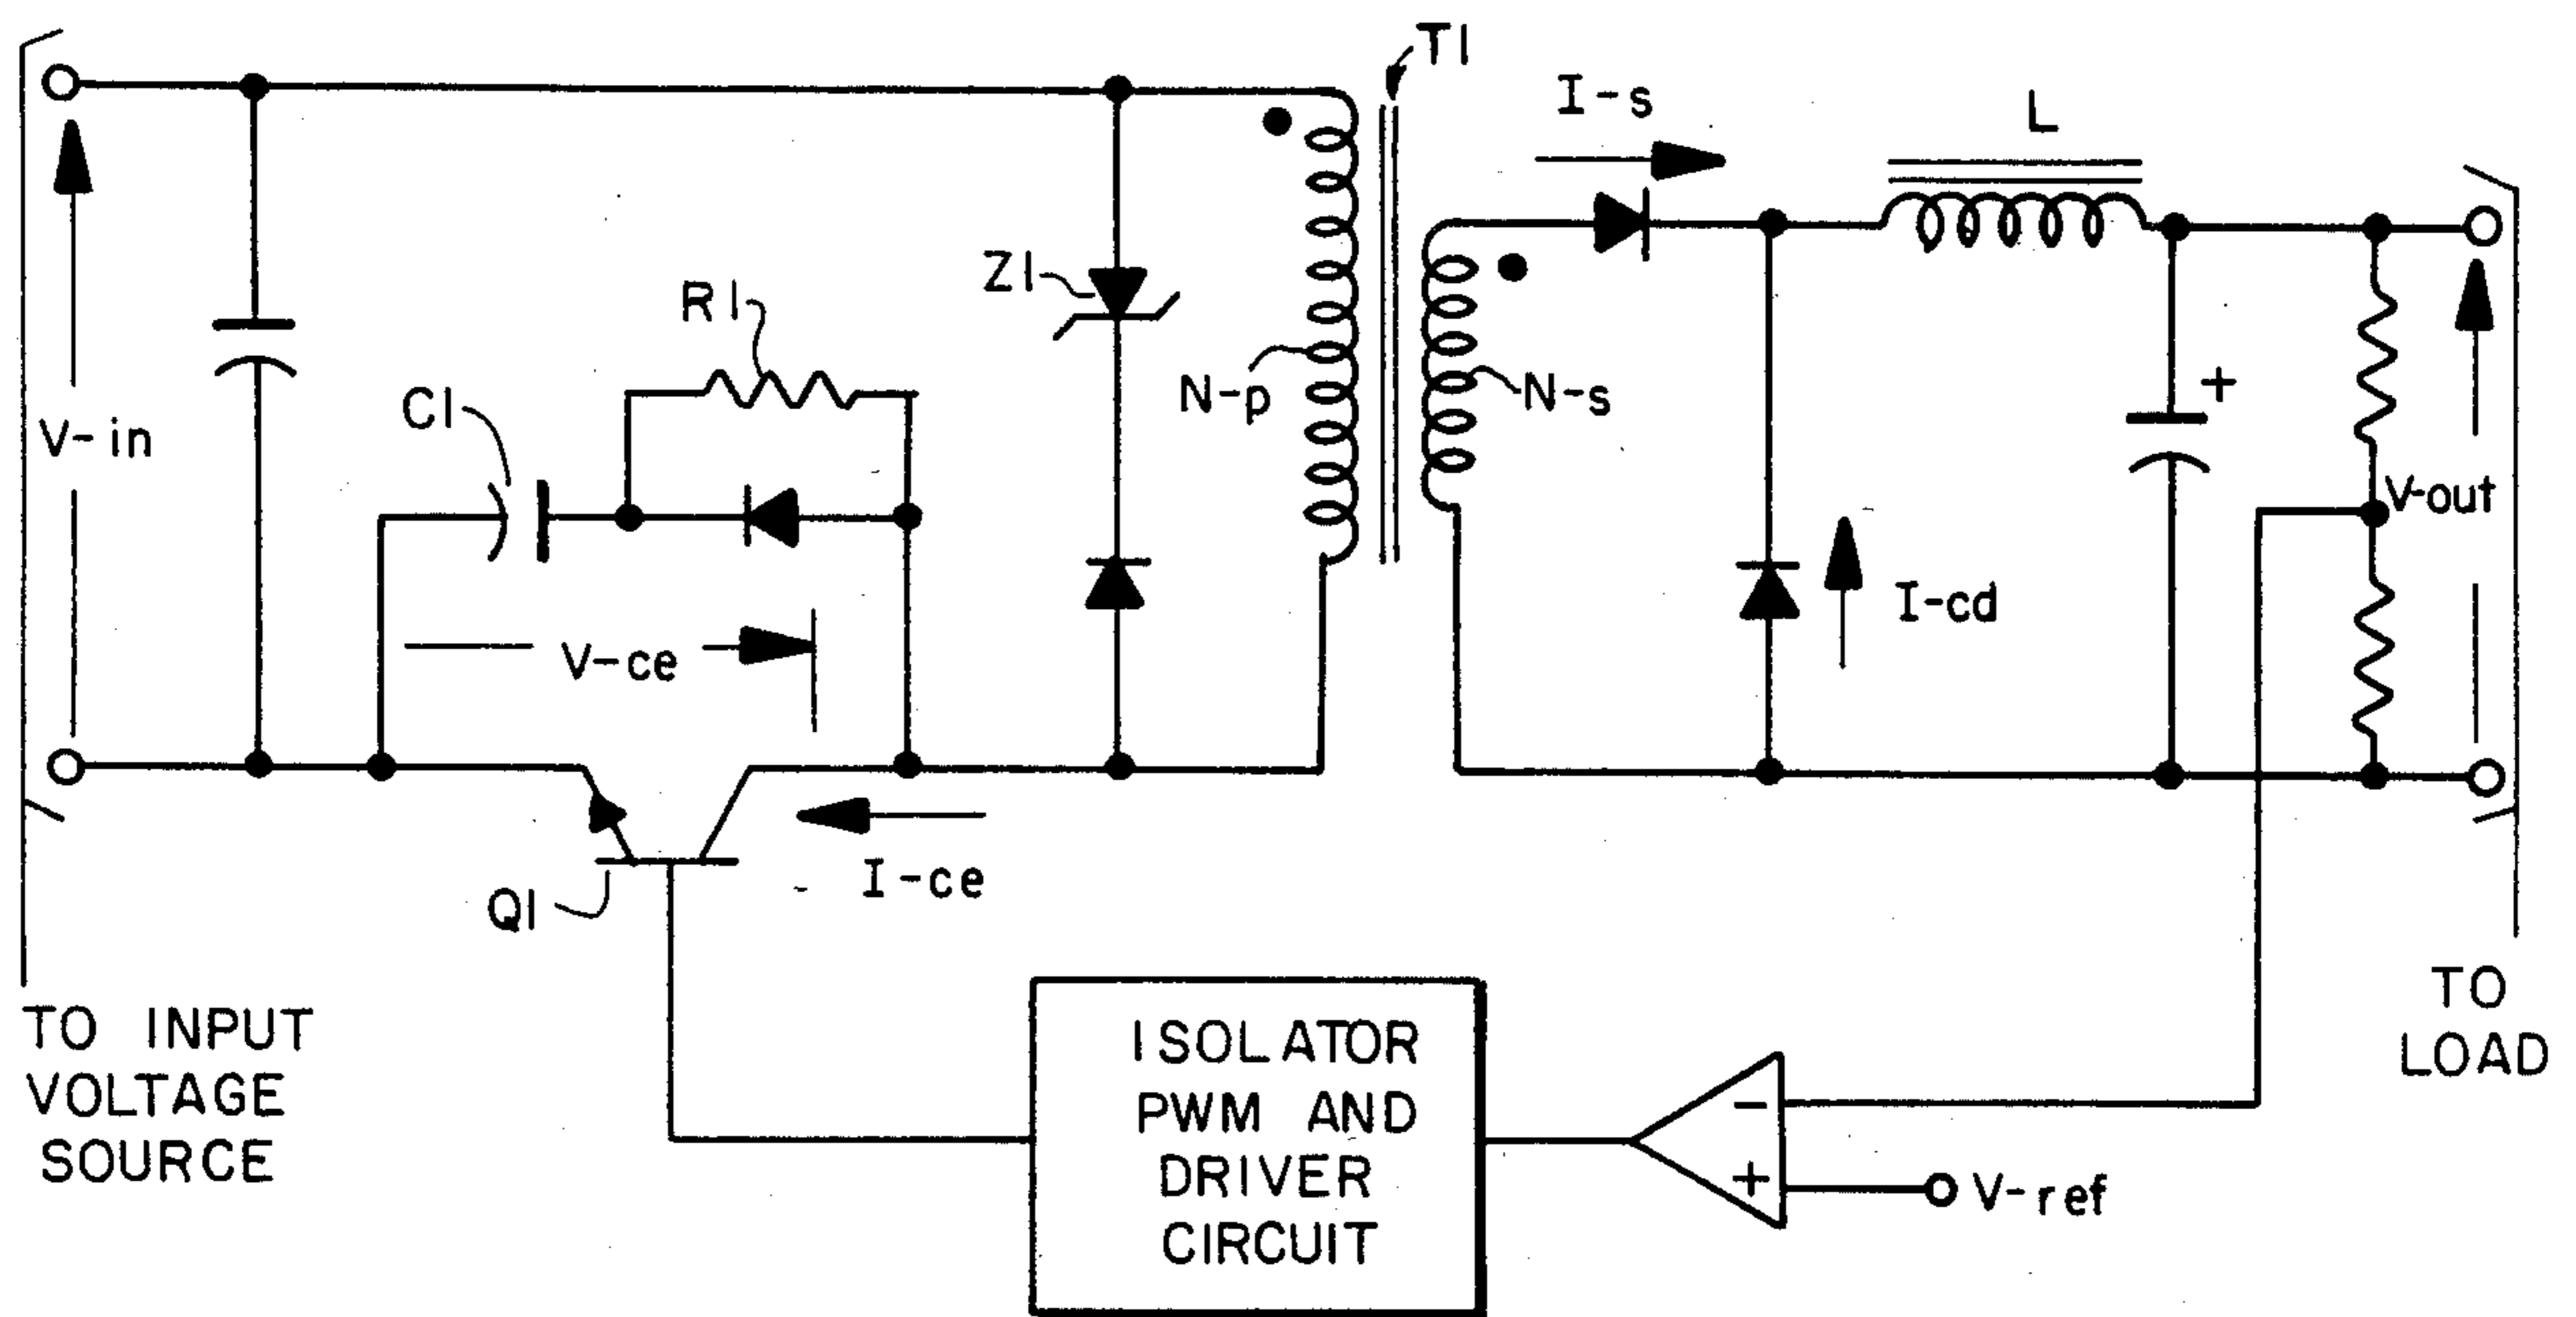 T1
I-s
L
Z1
R1
C1
N-p
N-s
+
V-in
V-out
I-cd
V-ce
I-ce
Q1
TO INPUT
VOLTAGE
SOURCE
TO
LOAD
ISOLATOR
PWM AND
DRIVER
CIRCUIT
−
+
V-ref